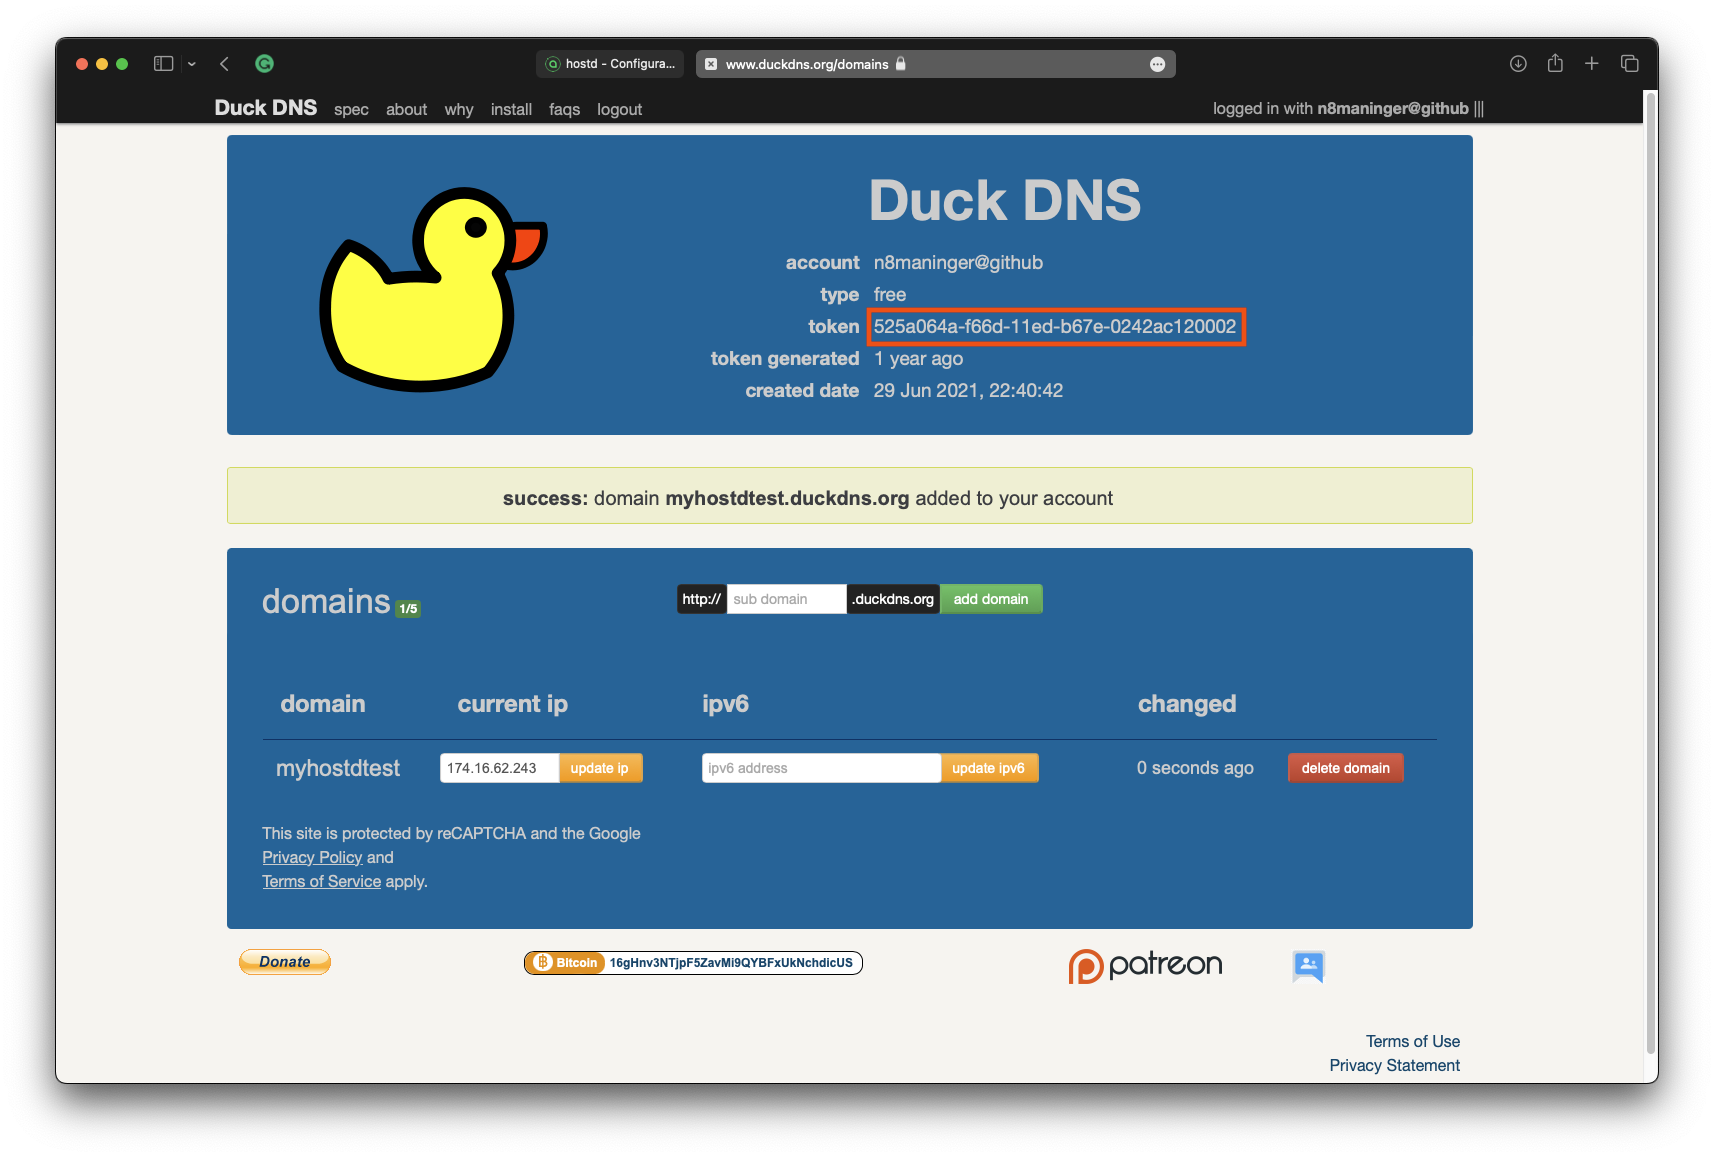 hostd - Configura...
www.duckdns.org/domains
Duck DNS spec about why install faqs logout
logged in with n8maninger@github |||
Duck DNS
account n8maninger@github
type free
token 525a064a-f66d-11ed-b67e-0242ac120002
token generated 1 year ago
created date 29 Jun 2021, 22:40:42
success: domain myhostdtest.duckdns.org added to your account
domains 1/5
http:// sub domain .duckdns.org add domain
domain current ip ipv6 changed
myhostdtest 174.16.62.243 update ip ipv6 address update ipv6 0 seconds ago delete domain
This site is protected by reCAPTCHA and the Google
Privacy Policy and
Terms of Service apply.
Donate
Bitcoin 16gHnv3NTjpF5ZavMi9QYBFxUkNchdicUS
patreon
Terms of Use
Privacy Statement